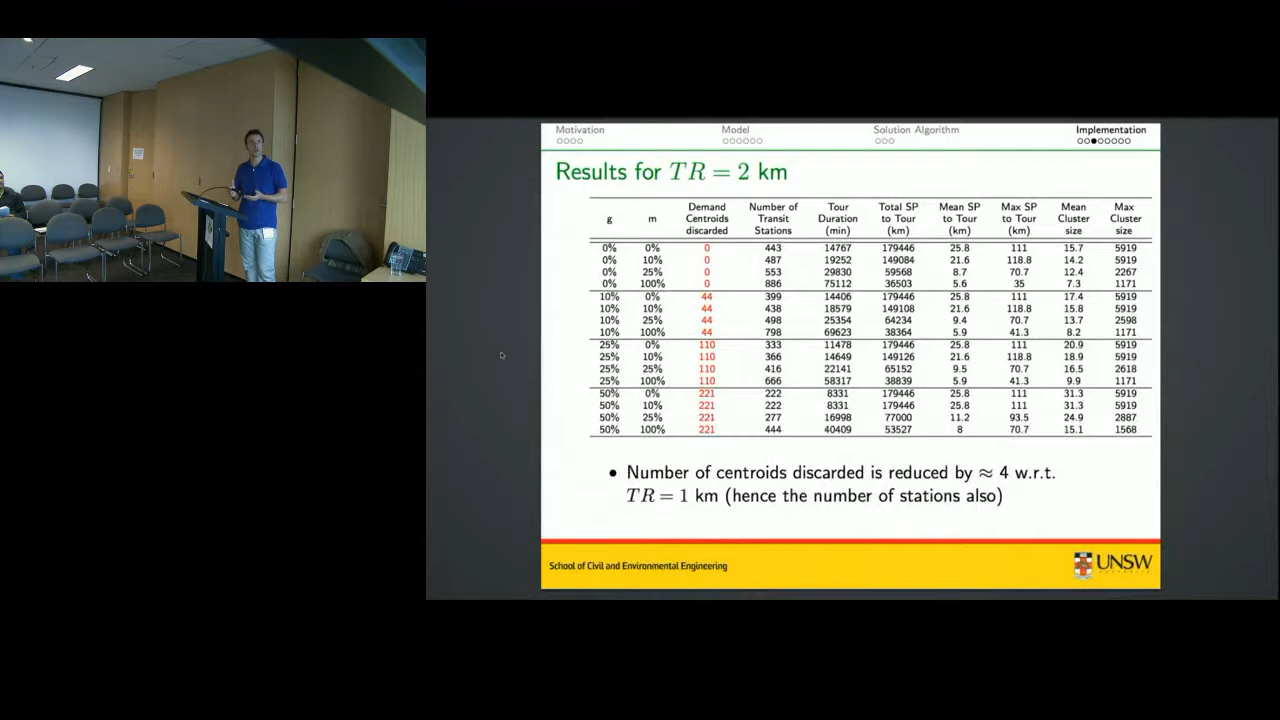 Motivation Model Solution Algorithm Implementation
Results for TR = 2 km
g m Demand Centroids discarded Number of Transit Stations Tour Duration (min) Total SP to Tour (km) Mean SP to Tour (km) Max SP to Tour (km) Mean Cluster size Max Cluster size
0% 0% 0 443 14767 179446 25.8 111 15.7 5919
0% 10% 0 487 19252 149084 21.6 118.8 14.2 5919
0% 25% 0 553 29830 59568 8.7 70.7 12.4 2267
0% 100% 0 886 75112 36503 5.6 35 7.3 1171
10% 0% 44 399 14406 179446 25.8 111 17.4 5919
10% 10% 44 438 18579 149108 21.6 118.8 15.8 5919
10% 25% 44 498 25354 64234 9.4 70.7 13.7 2598
10% 100% 44 798 69623 38364 5.9 41.3 8.2 1171
25% 0% 110 333 11478 179446 25.8 111 20.9 5919
25% 10% 110 366 14649 149126 21.6 118.8 18.9 5919
25% 25% 110 416 22141 65152 9.5 70.7 16.5 2618
25% 100% 110 666 58317 38839 5.9 41.3 9.9 1171
50% 0% 221 222 8331 179446 25.8 111 31.3 5919
50% 10% 221 222 8331 179446 25.8 111 31.3 5919
50% 25% 221 277 16998 77000 11.2 93.5 24.9 2887
50% 100% 221 444 40409 53527 8 70.7 15.1 1568
• Number of centroids discarded is reduced by ≈ 4 w.r.t.
TR = 1 km (hence the number of stations also)
School of Civil and Environmental Engineering
UNSW